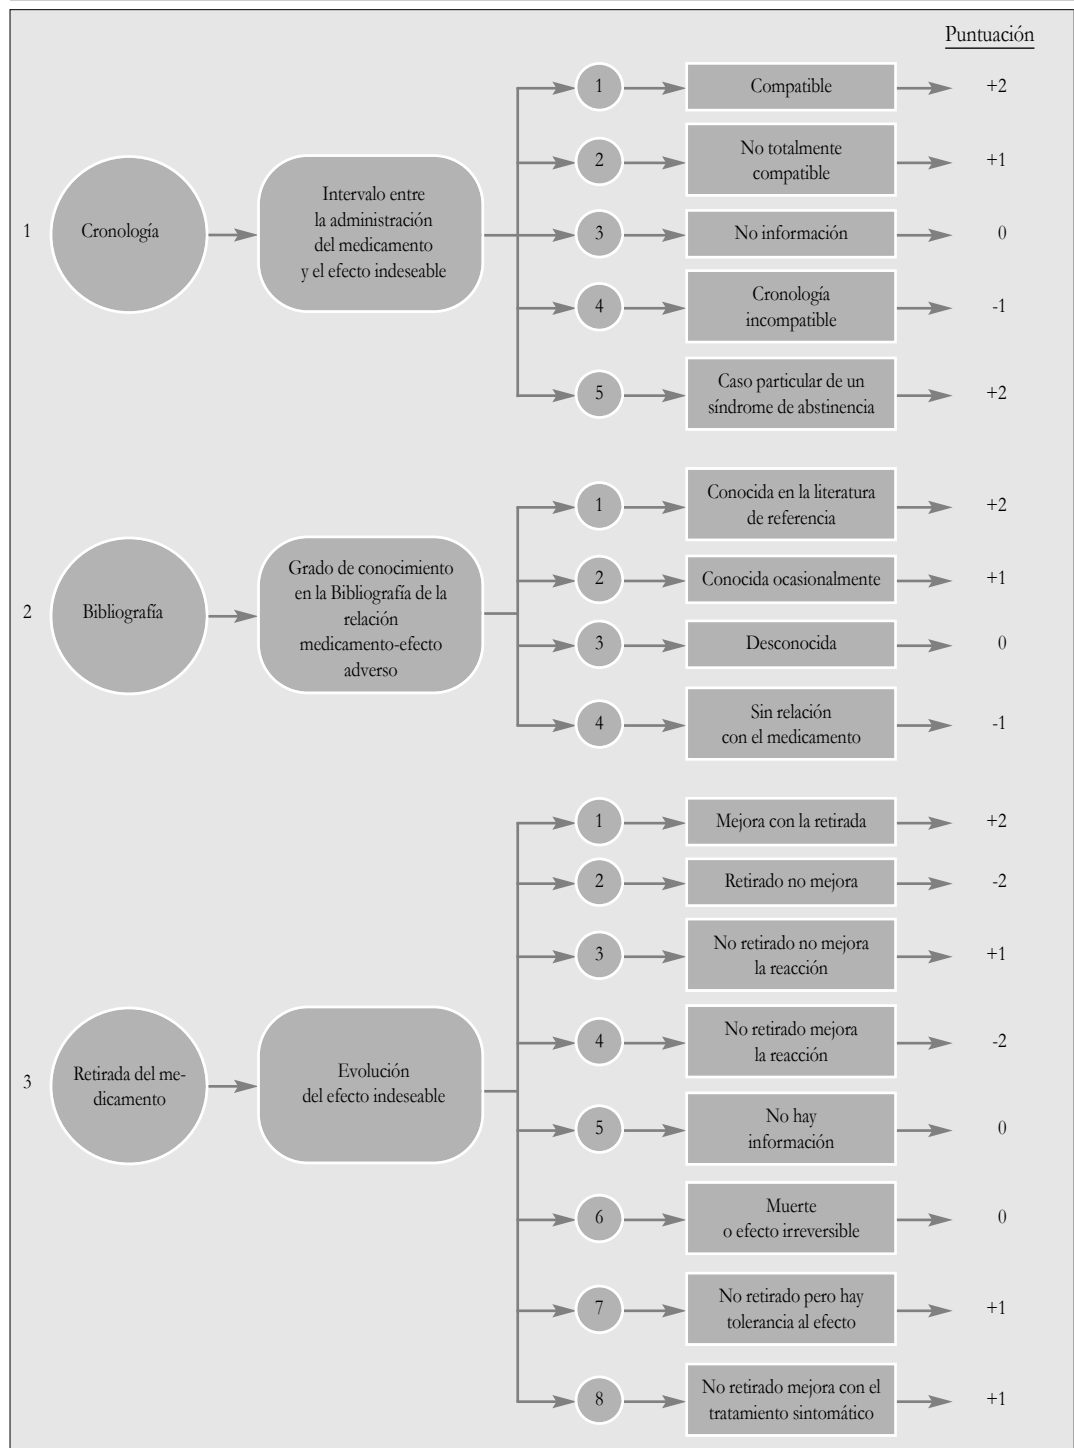 Puntuación
1
Cronología
Intervalo entre
la administración
del medicamento
y el efecto indeseable
1
Compatible
+2
2
No totalmente
compatible
+1
3
No información
0
4
Cronología
incompatible
-1
5
Caso particular de un
síndrome de abstinencia
+2
2
Bibliografía
Grado de conocimiento
en la Bibliografía de la
relación
medicamento-efecto
adverso
1
Conocida en la literatura
de referencia
+2
2
Conocida ocasionalmente
+1
3
Desconocida
0
4
Sin relación
con el medicamento
-1
3
Retirada del me-
dicamento
Evolución
del efecto indeseable
1
Mejora con la retirada
+2
2
Retirado no mejora
-2
3
No retirado no mejora
la reacción
+1
4
No retirado mejora
la reacción
-2
5
No hay
información
0
6
Muerte
o efecto irreversible
0
7
No retirado pero hay
tolerancia al efecto
+1
8
No retirado mejora con el
tratamiento sintomático
+1